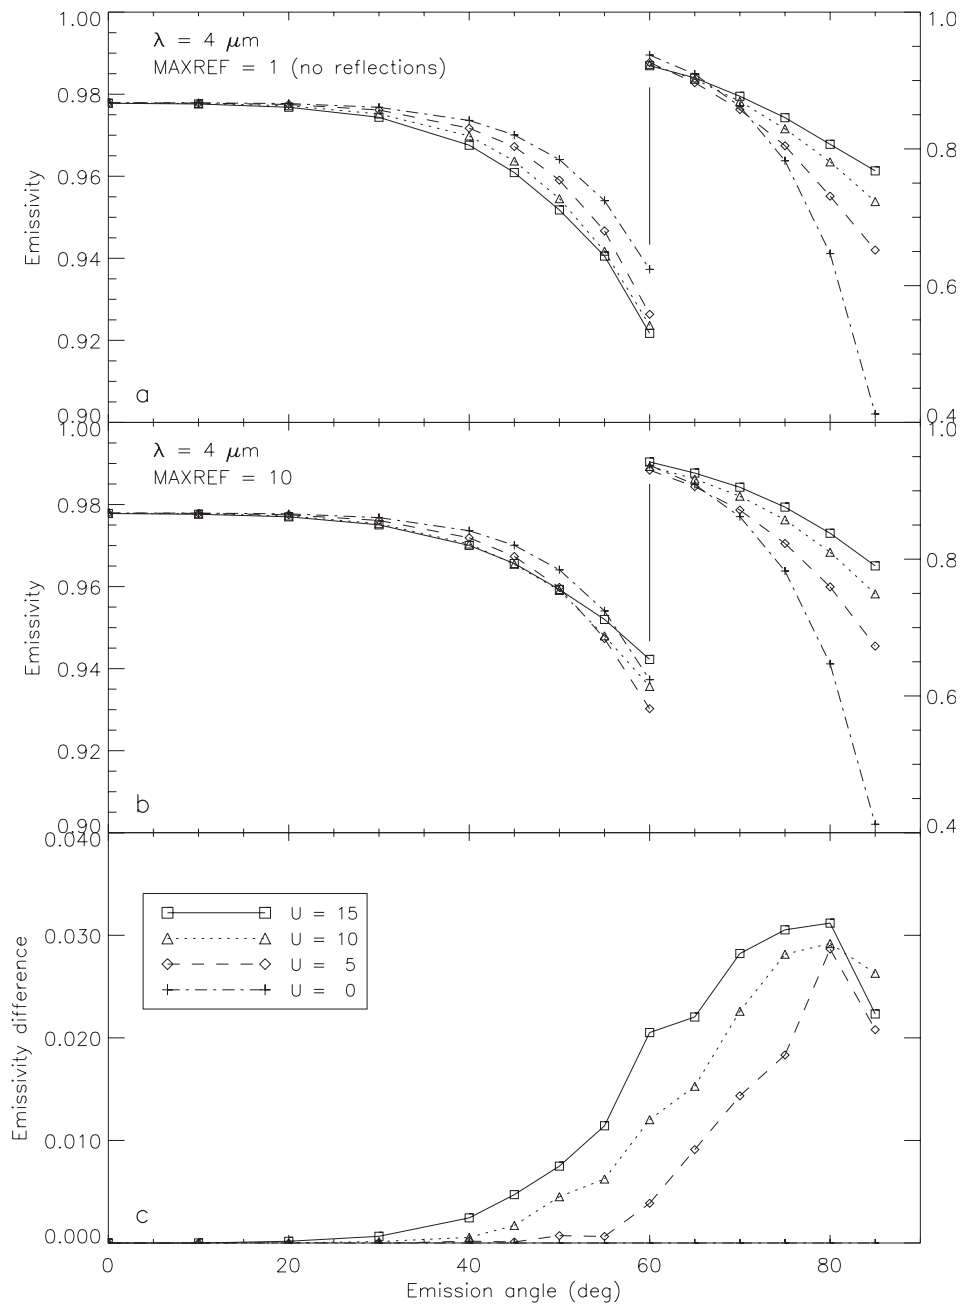 1.00
0.98
0.96
0.94
0.92
0.90
Emissivity
λ = 4 μm
MAXREF = 1 (no reflections)
a
1.0
0.8
0.6
0.4
1.00
0.98
0.96
0.94
0.92
0.90
Emissivity
λ = 4 μm
MAXREF = 10
b
1.0
0.8
0.6
0.4
0.040
0.030
0.020
0.010
0.000
Emissivity difference
U = 15
U = 10
U = 5
U = 0
c
0 20 40 60 80
Emission angle (deg)